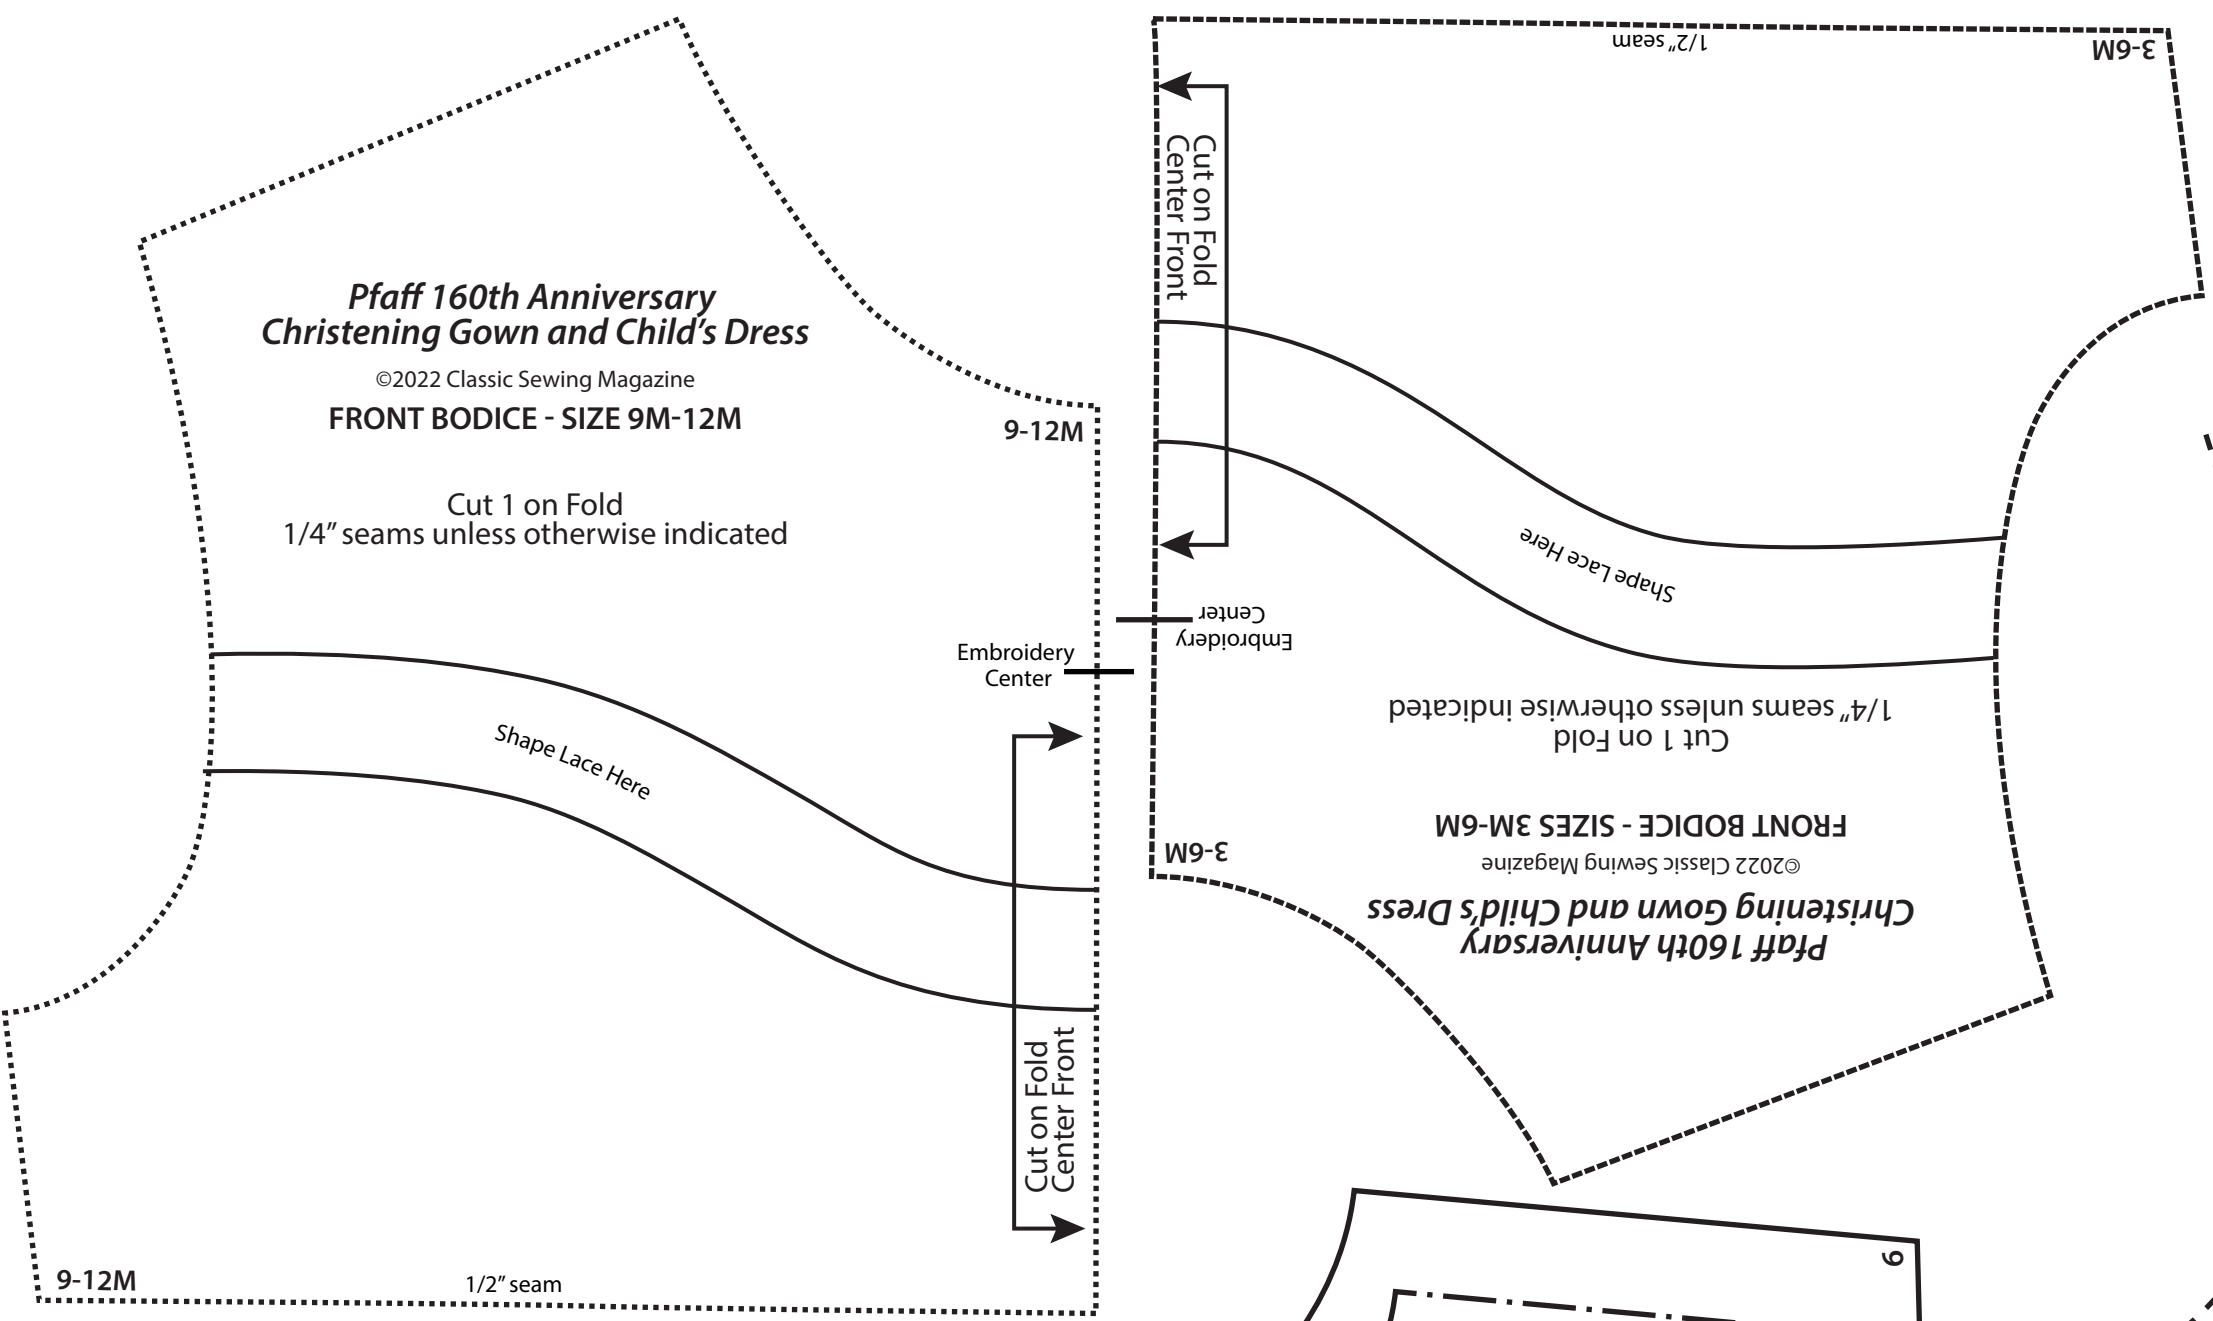 Pfaff 160th Anniversary
Christening Gown and Child’s Dress
©2022 Classic Sewing Magazine
FRONT BODICE - SIZE 9M-12M
Cut 1 on Fold
1/4” seams unless otherwise indicated
9-12M
Embroidery
Center
Shape Lace Here
Cut on Fold
Center Front
9-12M
1/2” seam
1/2” seam
3-6M
Cut on Fold
Center Front
Shape Lace Here
Embroidery
Center
3-6M
Pfaff 160th Anniversary
Christening Gown and Child’s Dress
©2022 Classic Sewing Magazine
FRONT BODICE - SIZES 3M-6M
Cut 1 on Fold
1/4” seams unless otherwise indicated